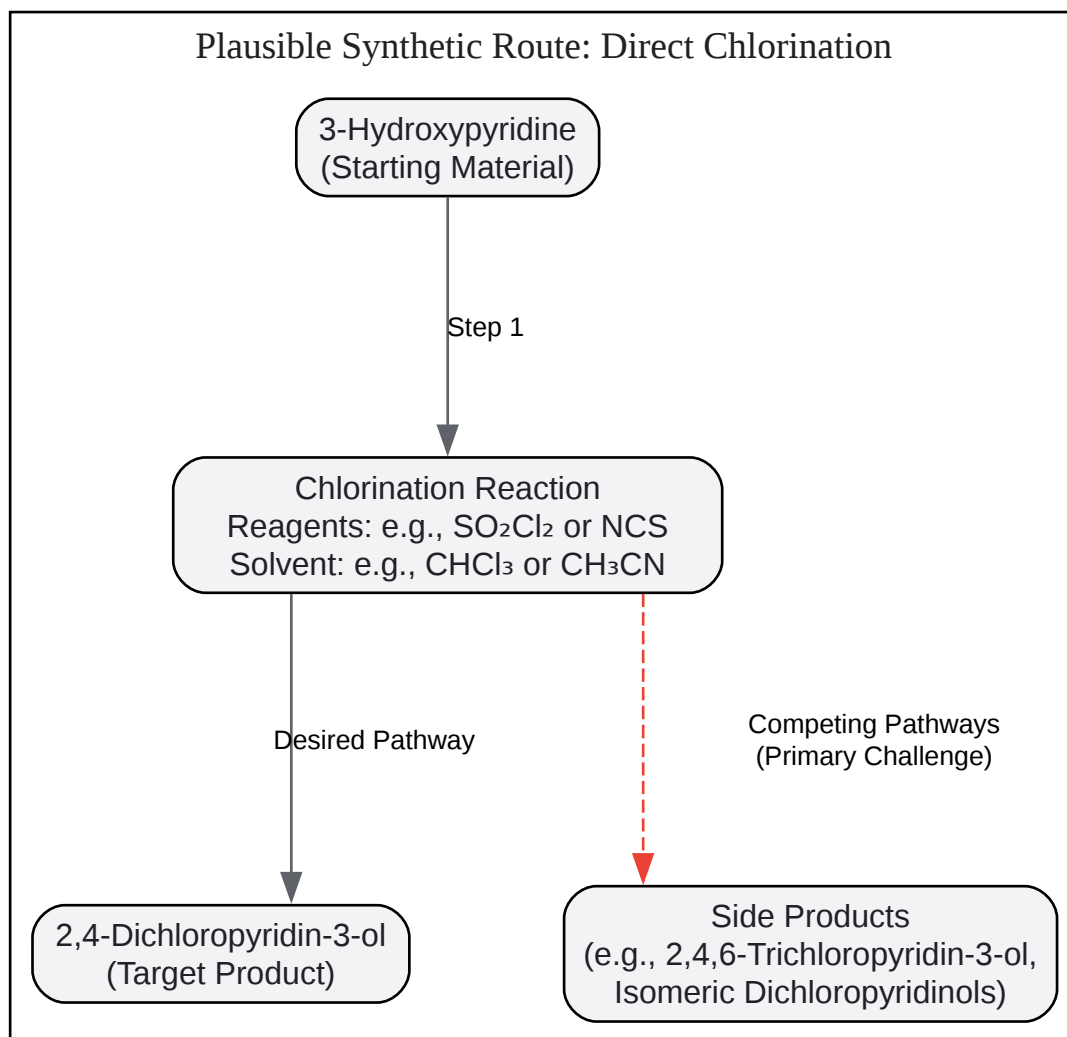 Plausible Synthetic Route: Direct Chlorination
3-Hydroxypyridine
(Starting Material)
Step 1
Chlorination Reaction
Reagents: e.g., SO₂Cl₂ or NCS
Solvent: e.g., CHCl₃ or CH₃CN
Desired Pathway
Competing Pathways
(Primary Challenge)
2,4-Dichloropyridin-3-ol
(Target Product)
Side Products
(e.g., 2,4,6-Trichloropyridin-3-ol,
Isomeric Dichloropyridinols)